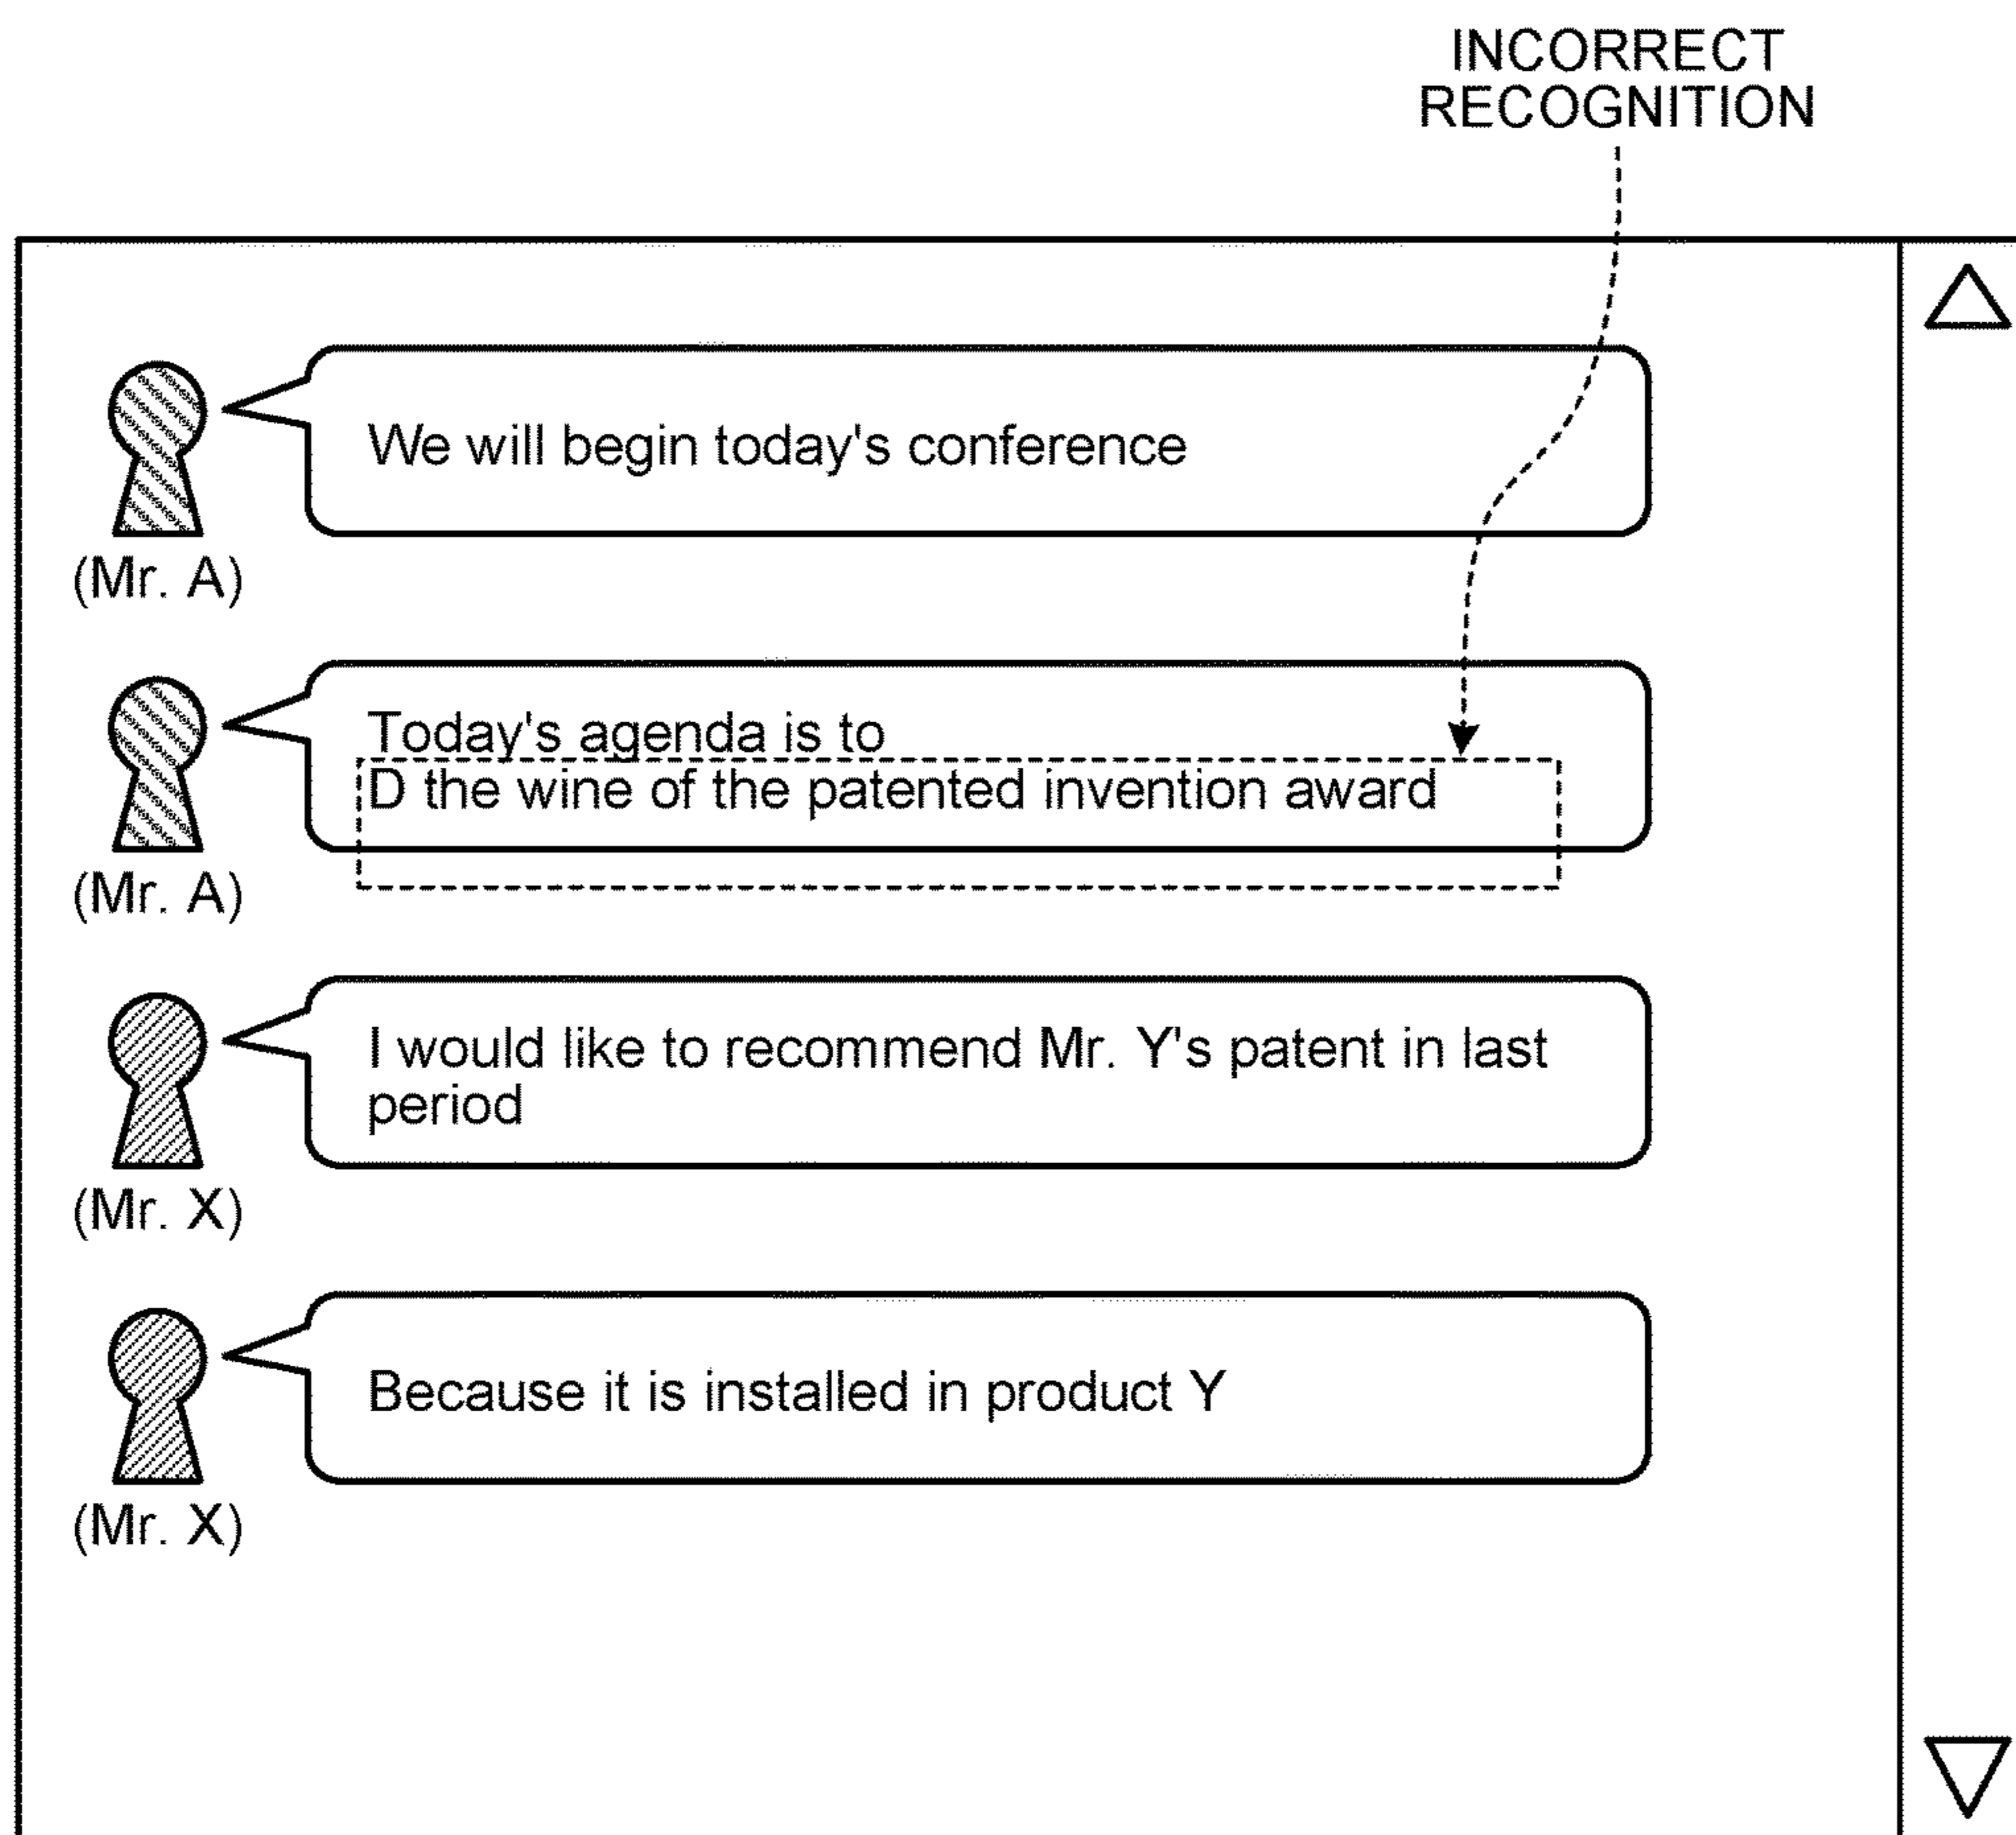 INCORRECT
RECOGNITION
We will begin today's conference
(Mr. A)
Today's agenda is to
D the wine of the patented invention award
(Mr. A)
I would like to recommend Mr. Y's patent in last
period
(Mr. X)
Because it is installed in product Y
(Mr. X)